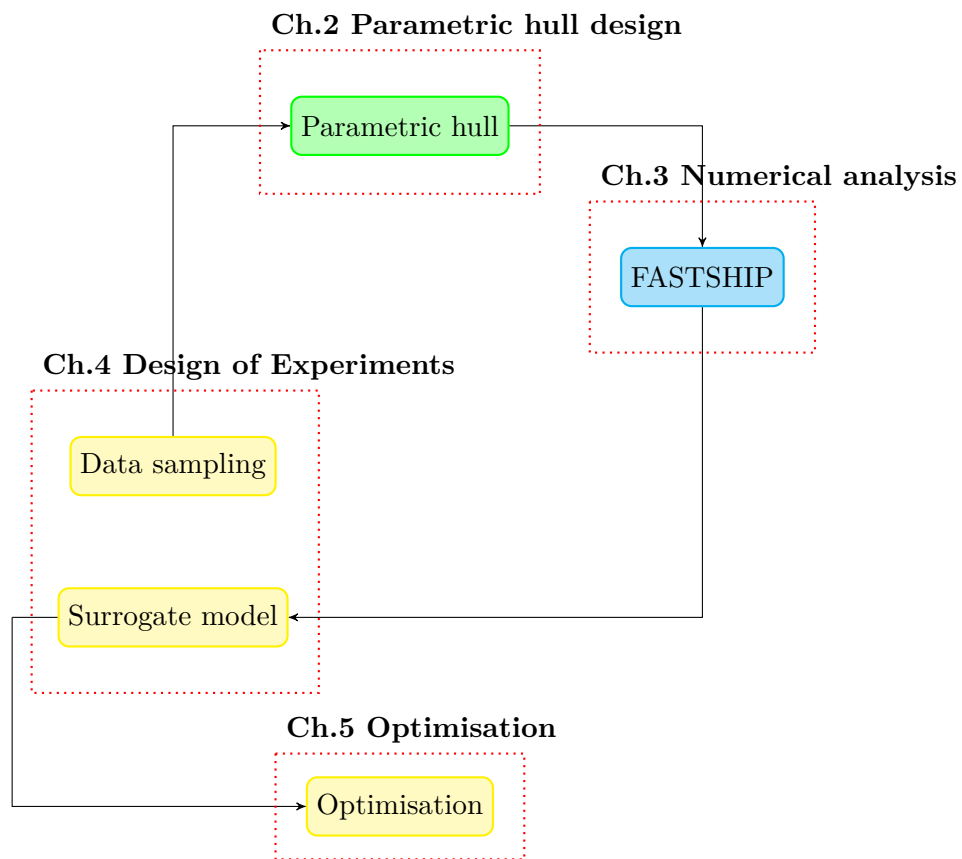 Ch.2 Parametric hull design
Parametric hull
Ch.3 Numerical analysis
FASTSHIP
Ch.4 Design of Experiments
Data sampling
Surrogate model
Ch.5 Optimisation
Optimisation